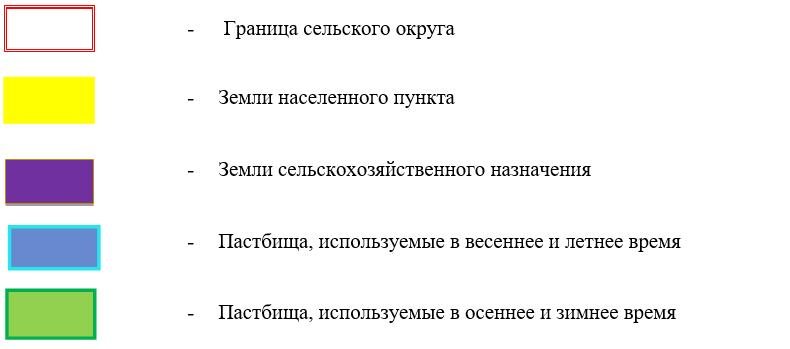 - Граница сельского округа
- Земли населенного пункта
- Земли сельскохозяйственного назначения
- Пастбища, используемые в весеннее и летнее время
- Пастбища, используемые в осеннее и зимнее время